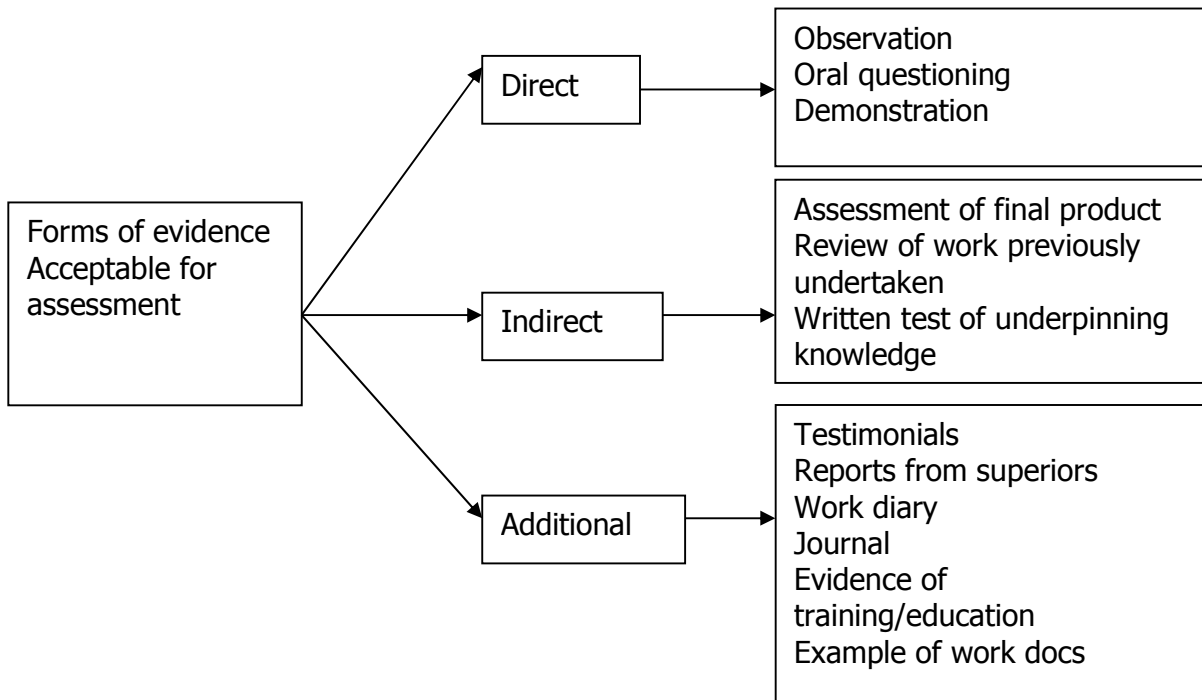 Forms of evidence
Acceptable for
assessment
Direct
Observation
Oral questioning
Demonstration
Indirect
Assessment of final product
Review of work previously
undertaken
Written test of underpinning
knowledge
Additional
Testimonials
Reports from superiors
Work diary
Journal
Evidence of
training/education
Example of work docs